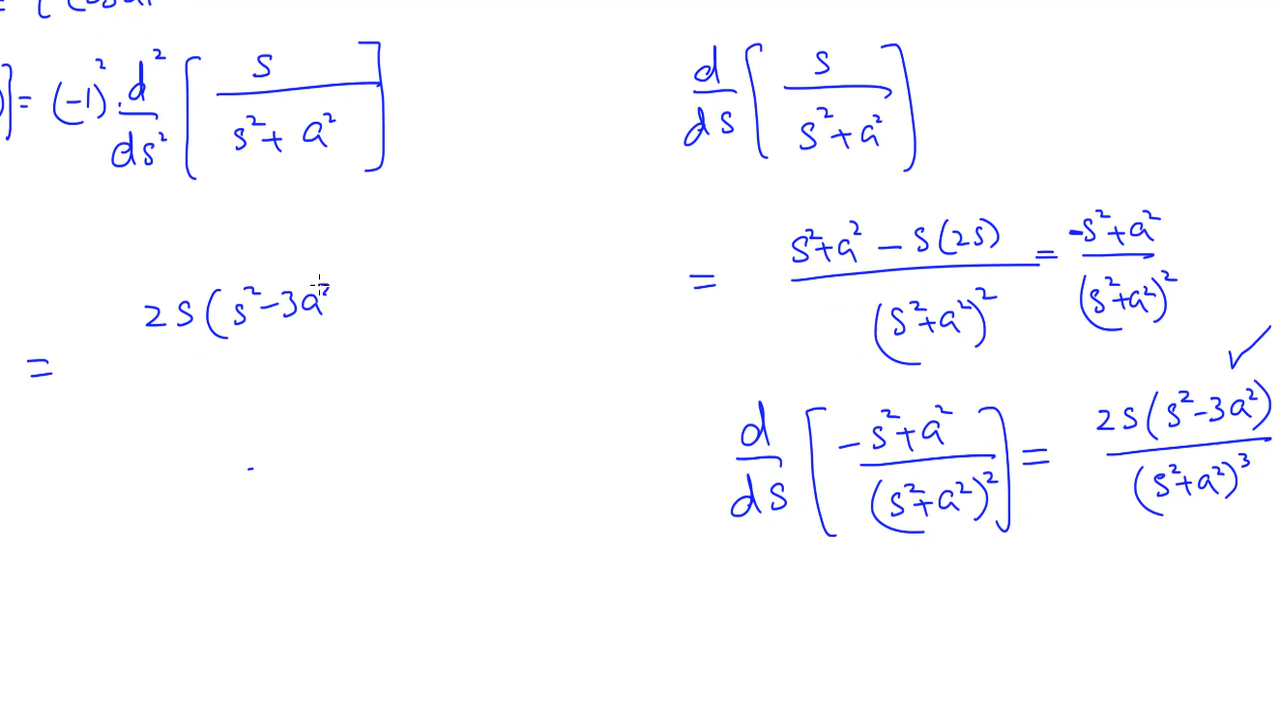 ] = (-1)² · d²/ds² [ s / (s² + a²) ]
= 2s(s² - 3a²
d/ds [ s / (s² + a²) ]
= (s² + a² - s(2s)) / (s² + a²)² = (-s² + a²) / (s² + a²)²
d/ds [ (-s² + a²) / (s² + a²)² ] = 2s(s² - 3a²) / (s² + a²)³ ✓